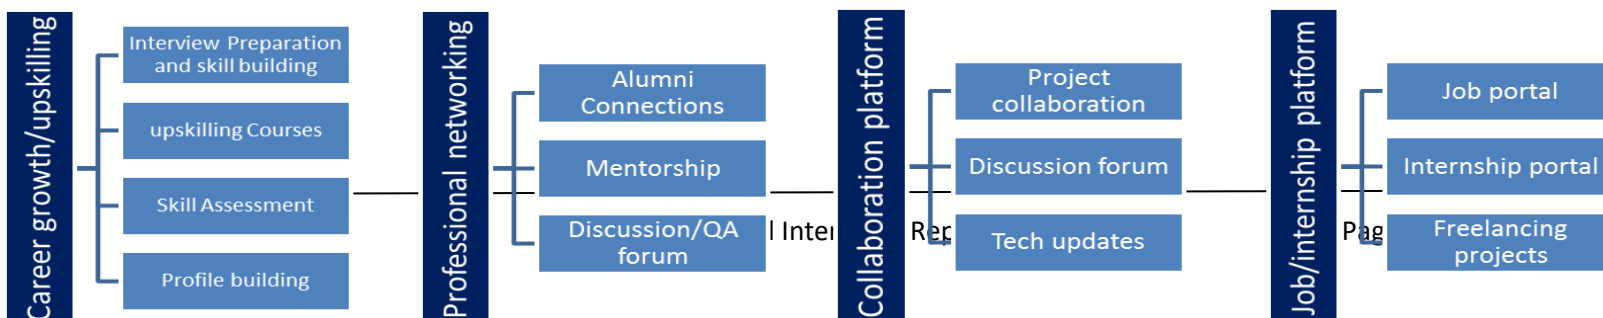 Career growth/upskilling
Interview Preparation
and skill building
upskilling Courses
Skill Assessment
Profile building
Professional networking
Alumni
Connections
Mentorship
Discussion/QA
forum
Collaboration platform
Project
collaboration
Discussion forum
Tech updates
Job/internship platform
Job portal
Internship portal
Freelancing
projects